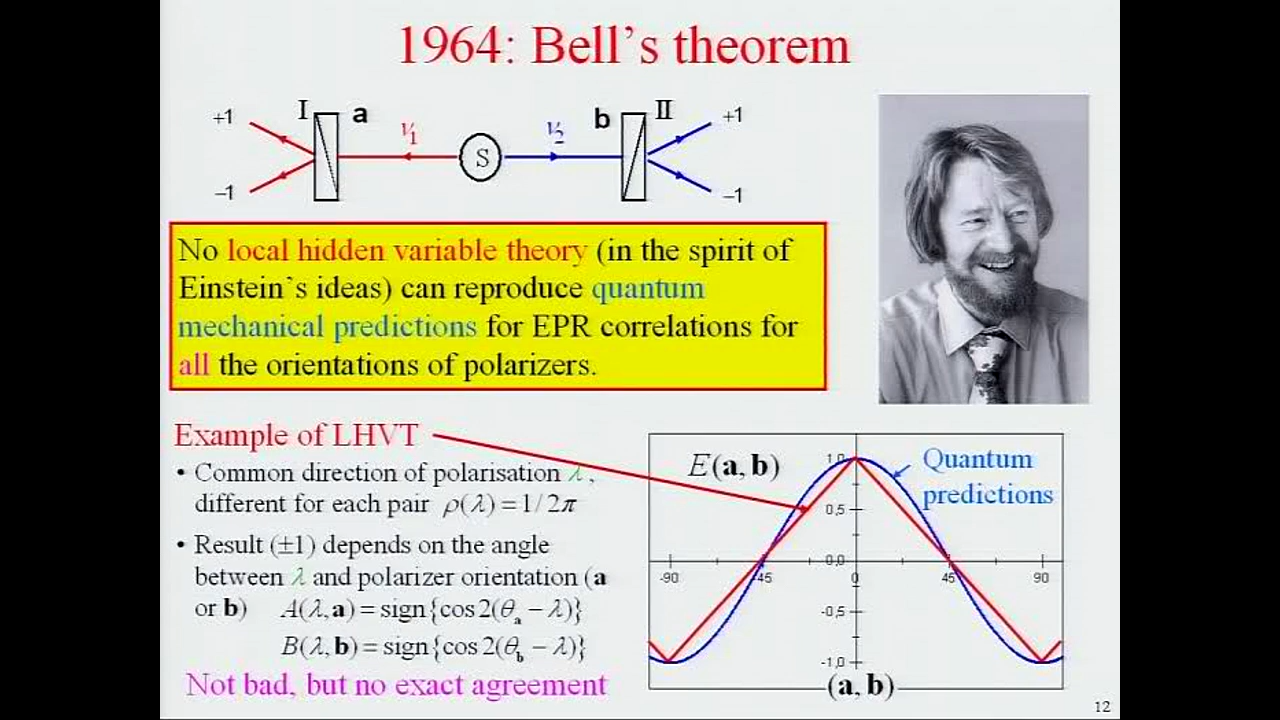 1964: Bell's theorem
+1 I a ν1 S ν2 b II +1
–1 –1
No local hidden variable theory (in the spirit of
Einstein's ideas) can reproduce quantum
mechanical predictions for EPR correlations for
all the orientations of polarizers.
Example of LHVT
• Common direction of polarisation λ,
different for each pair ρ(λ) = 1/2π
• Result (±1) depends on the angle
between λ and polarizer orientation (a
or b) A(λ,a) = sign{cos2(θa – λ)}
B(λ,b) = sign{cos2(θb – λ)}
Not bad, but no exact agreement
E(a,b)
Quantum
predictions
1,0
0,5
0,0
-90 -45 0 45 90
-0,5
-1,0
(a,b)
12